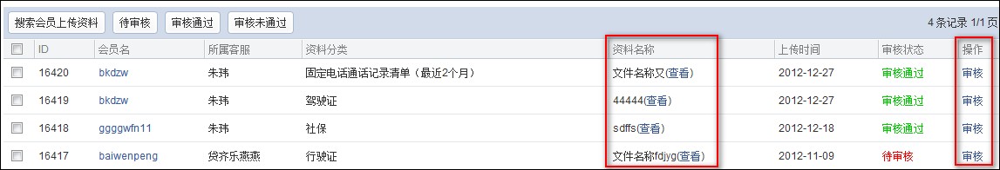 搜索会员上传资料 待审核 审核通过 审核未通过 4 条记录 1/1 页
ID 会员名 所属客服 资料分类 资料名称 上传时间 审核状态 操作
16420 bkdzw 朱玮 固定电话通话记录清单（最近2个月） 文件名称又(查看) 2012-12-27 审核通过 审核
16419 bkdzw 朱玮 驾驶证 44444(查看) 2012-12-27 审核通过 审核
16418 ggggwfn11 朱玮 社保 sdffs(查看) 2012-12-18 审核通过 审核
16417 baiwenpeng 贷齐乐燕燕 行驶证 文件名称fdjyg(查看) 2012-11-09 待审核 审核